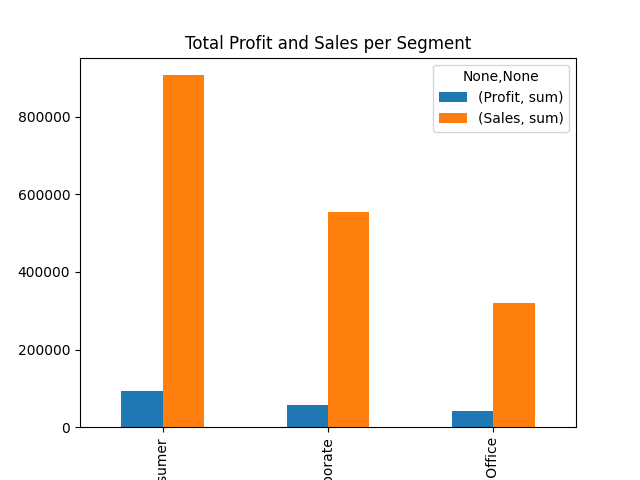 Total Profit and Sales per Segment
None,None
(Profit, sum)
(Sales, sum)
800000
600000
400000
200000
0
sumer
porate
Office